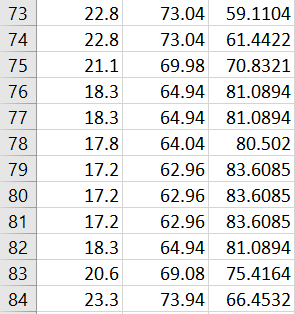 73 22.8 73.04 59.1104
74 22.8 73.04 61.4422
75 21.1 69.98 70.8321
76 18.3 64.94 81.0894
77 18.3 64.94 81.0894
78 17.8 64.04 80.502
79 17.2 62.96 83.6085
80 17.2 62.96 83.6085
81 17.2 62.96 83.6085
82 18.3 64.94 81.0894
83 20.6 69.08 75.4164
84 23.3 73.94 66.4532